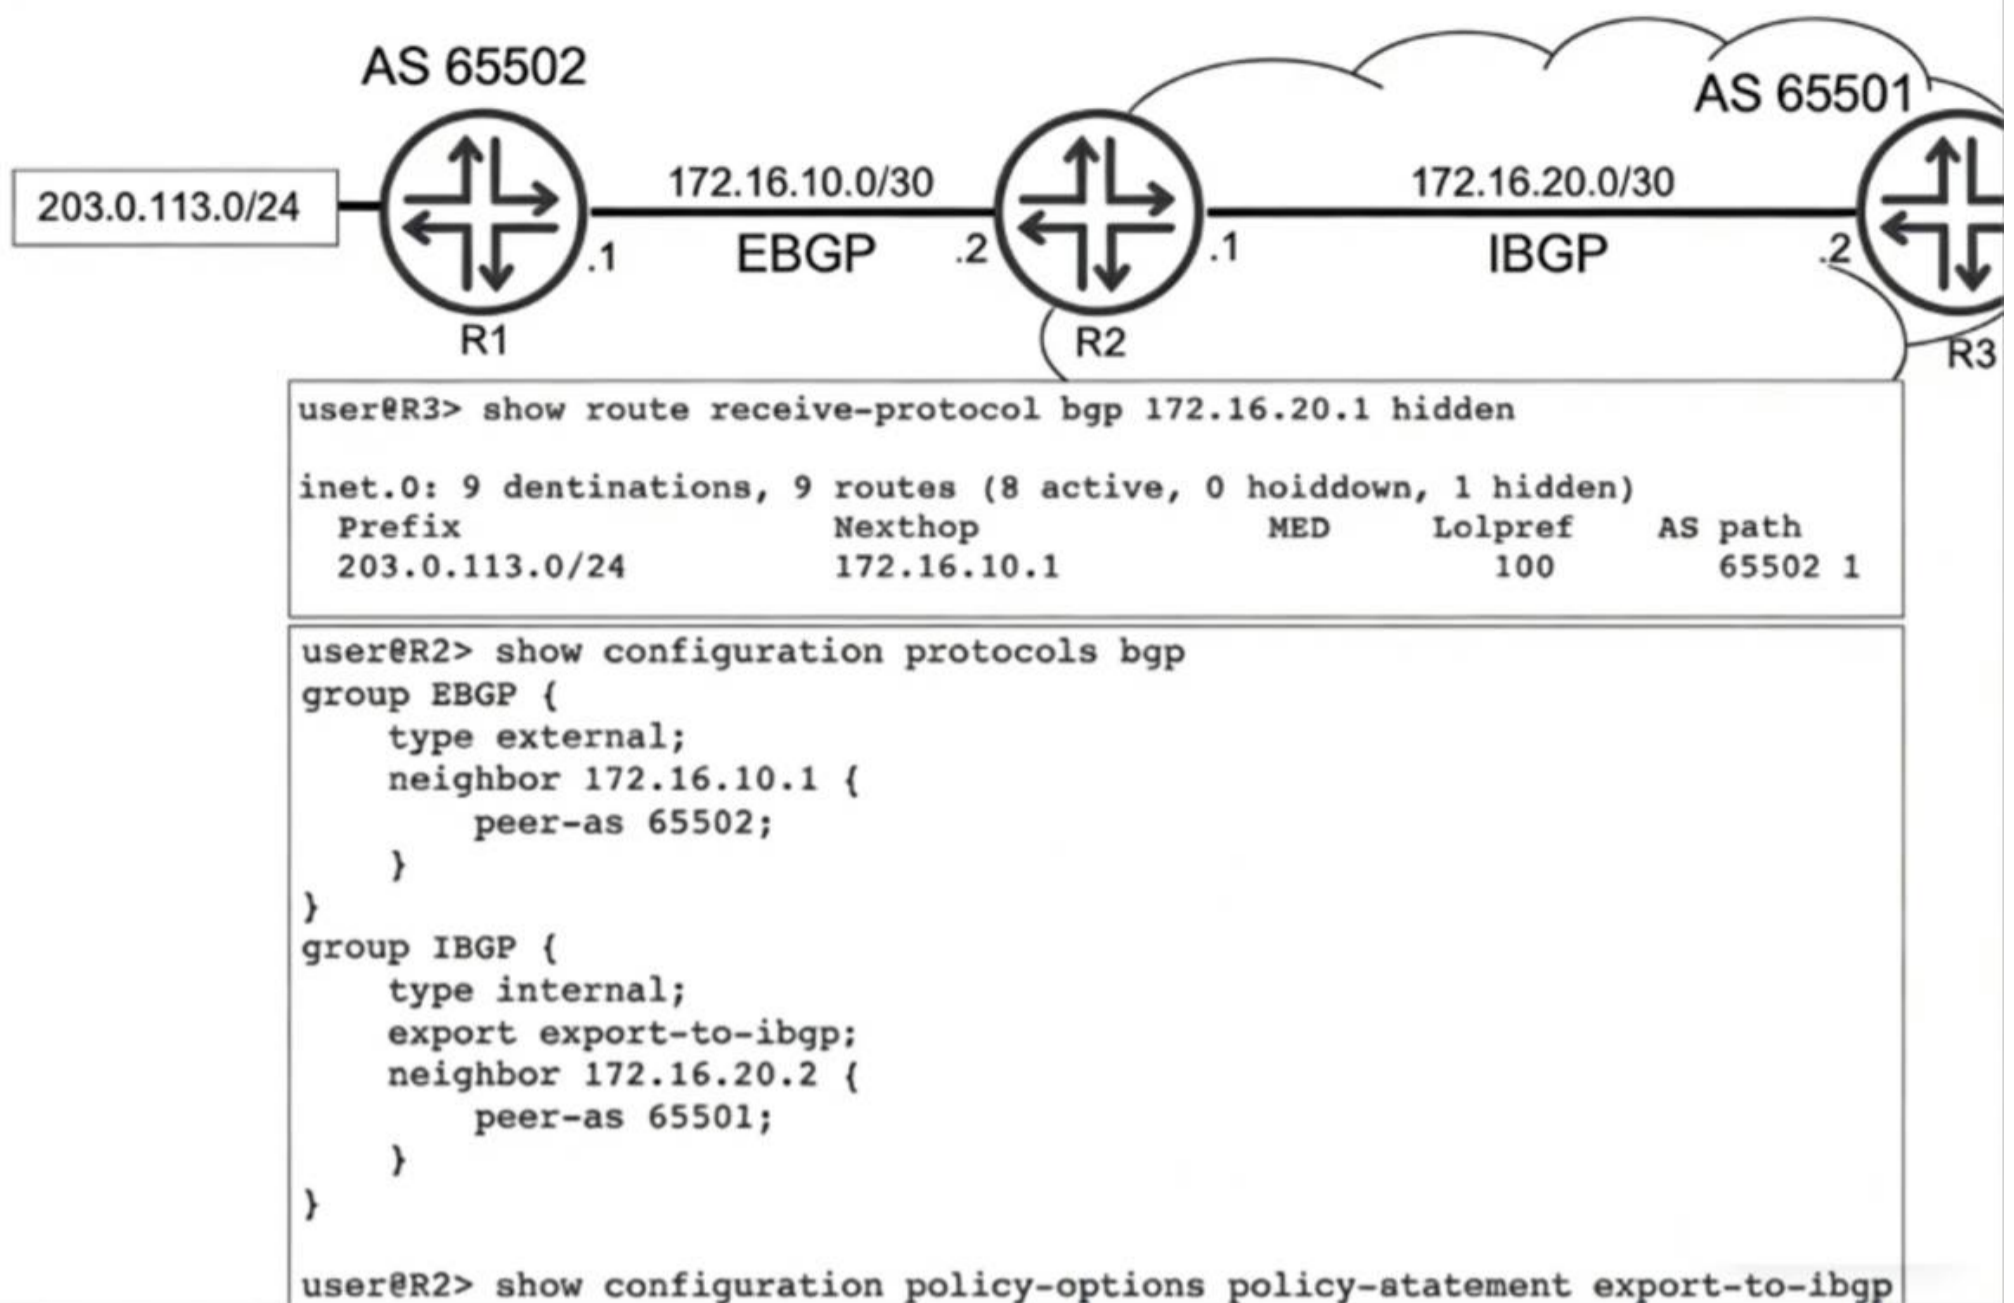 AS 65502
AS 65501
203.0.113.0/24
172.16.10.0/30
172.16.20.0/30
.1
EBGP
.2
.1
IBGP
.2
R1
R2
R3
user@R3> show route receive-protocol bgp 172.16.20.1 hidden
inet.0: 9 dentinations, 9 routes (8 active, 0 hoiddown, 1 hidden)
Prefix Nexthop MED Lolpref AS path
203.0.113.0/24 172.16.10.1 100 65502 1
user@R2> show configuration protocols bgp
group EBGP {
type external;
neighbor 172.16.10.1 {
peer-as 65502;
}
}
group IBGP {
type internal;
export export-to-ibgp;
neighbor 172.16.20.2 {
peer-as 65501;
}
}
user@R2> show configuration policy-options policy-statement export-to-ibgp